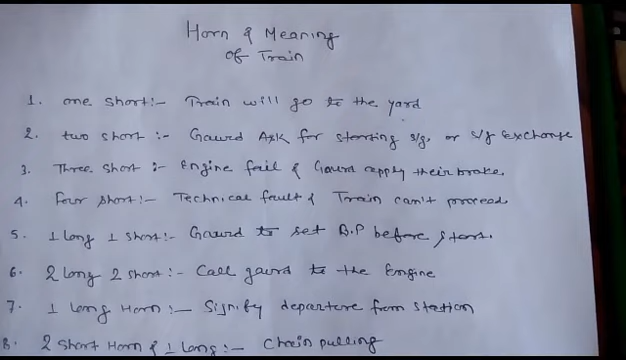 Horn & Meaning
of Train
1. one short:- Train will go to the yard
2. two short :- Gaurd Ask for starting s/g. or s/g Exchange
3. Three short :- Engine fail & Gaurd apply their brake.
4. Four short:- Technical fault & Train can't proceed
5. 1 long 1 short:- Gaurd to set B.P before start.
6. 2 long 2 short:- Call gaurd to the Engine
7. 1 Long Horn:- Signify departure from station
8. 2 Short Horn & 1 Long:- Chain pulling